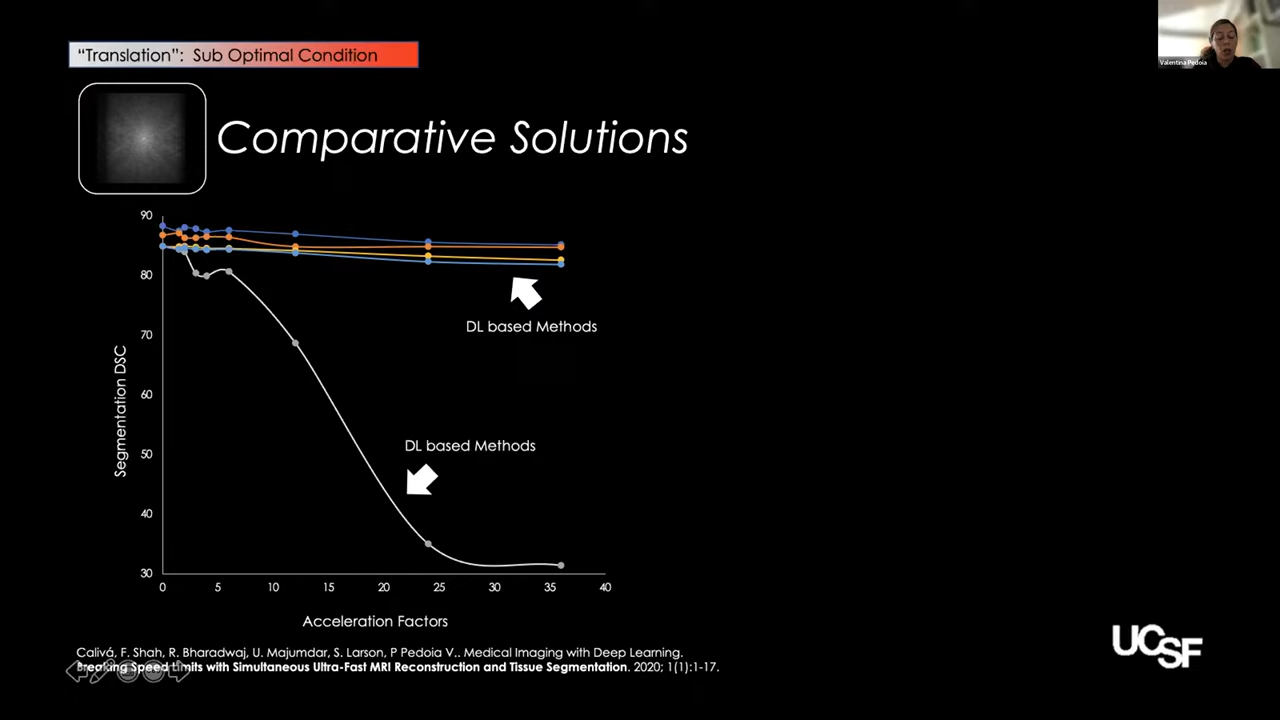 "Translation": Sub Optimal Condition
Valentina Pedoia
Comparative Solutions
90
80
70
60
50
40
30
Segmentation DSC
DL based Methods
DL based Methods
0 5 10 15 20 25 30 35 40
Acceleration Factors
Calivá, F. Shah, R. Bharadwaj, U. Majumdar, S. Larson, P Pedoia V.. Medical Imaging with Deep Learning.
Breaking Speed Limits with Simultaneous Ultra-Fast MRI Reconstruction and Tissue Segmentation. 2020; 1(1):1-17.
UCSF